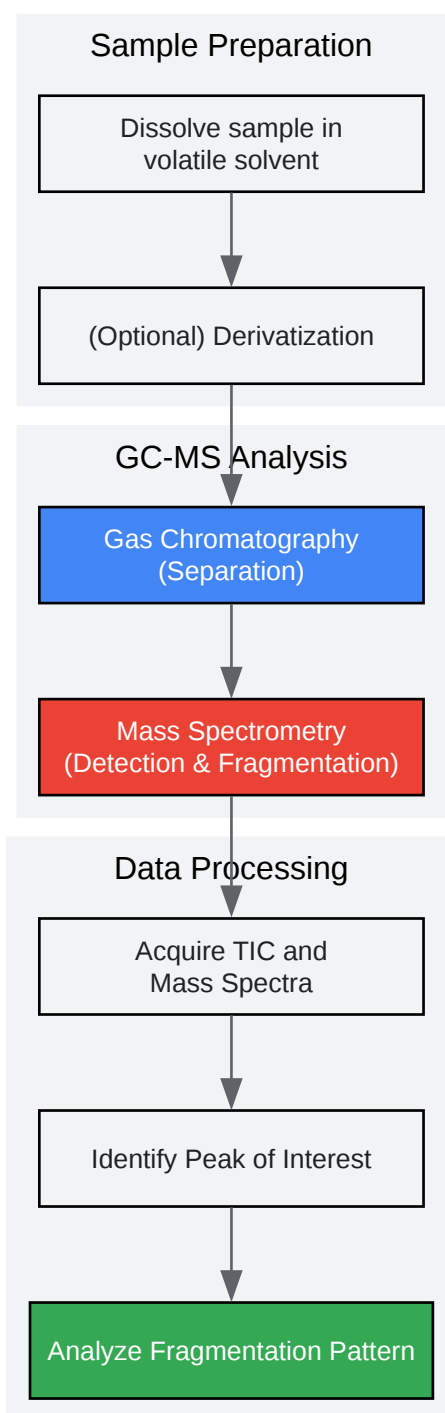 Sample Preparation
Dissolve sample in
volatile solvent
(Optional) Derivatization
GC-MS Analysis
Gas Chromatography
(Separation)
Mass Spectrometry
(Detection & Fragmentation)
Data Processing
Acquire TIC and
Mass Spectra
Identify Peak of Interest
Analyze Fragmentation Pattern